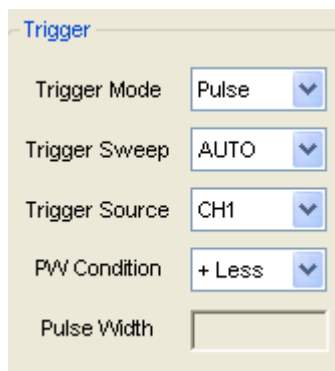 Trigger
Trigger Mode Pulse
Trigger Sweep AUTO
Trigger Source CH1
PW Condition + Less
Pulse Width